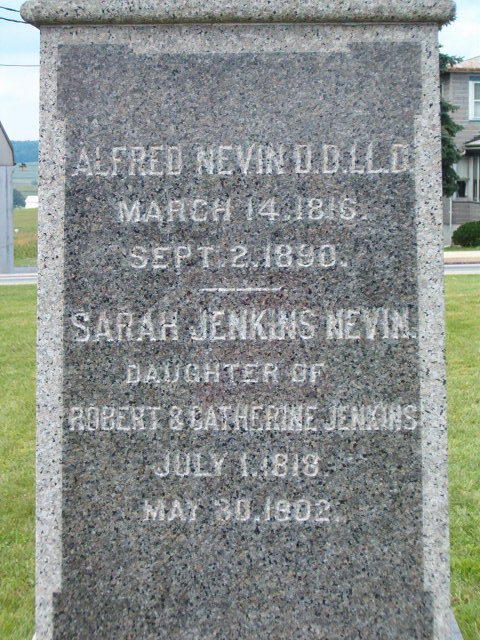 ALFRED NEVIN D.D.LL.D.
MARCH 14.1816.
SEPT. 2.1890.
SARAH JENKINS NEVIN.
DAUGHTER OF
ROBERT & CATHERINE JENKINS
JULY 1.1818
MAY 30.1902.